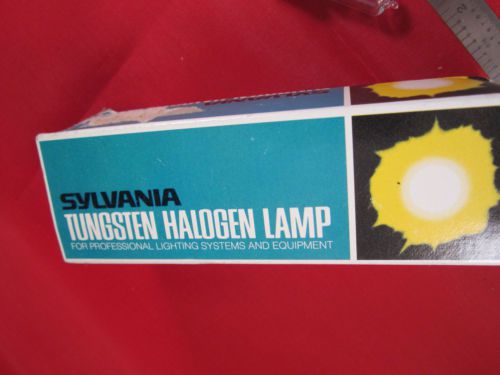 SYLVANIA
TUNGSTEN HALOGEN LAMP
FOR PROFESSIONAL LIGHTING SYSTEMS AND EQUIPMENT